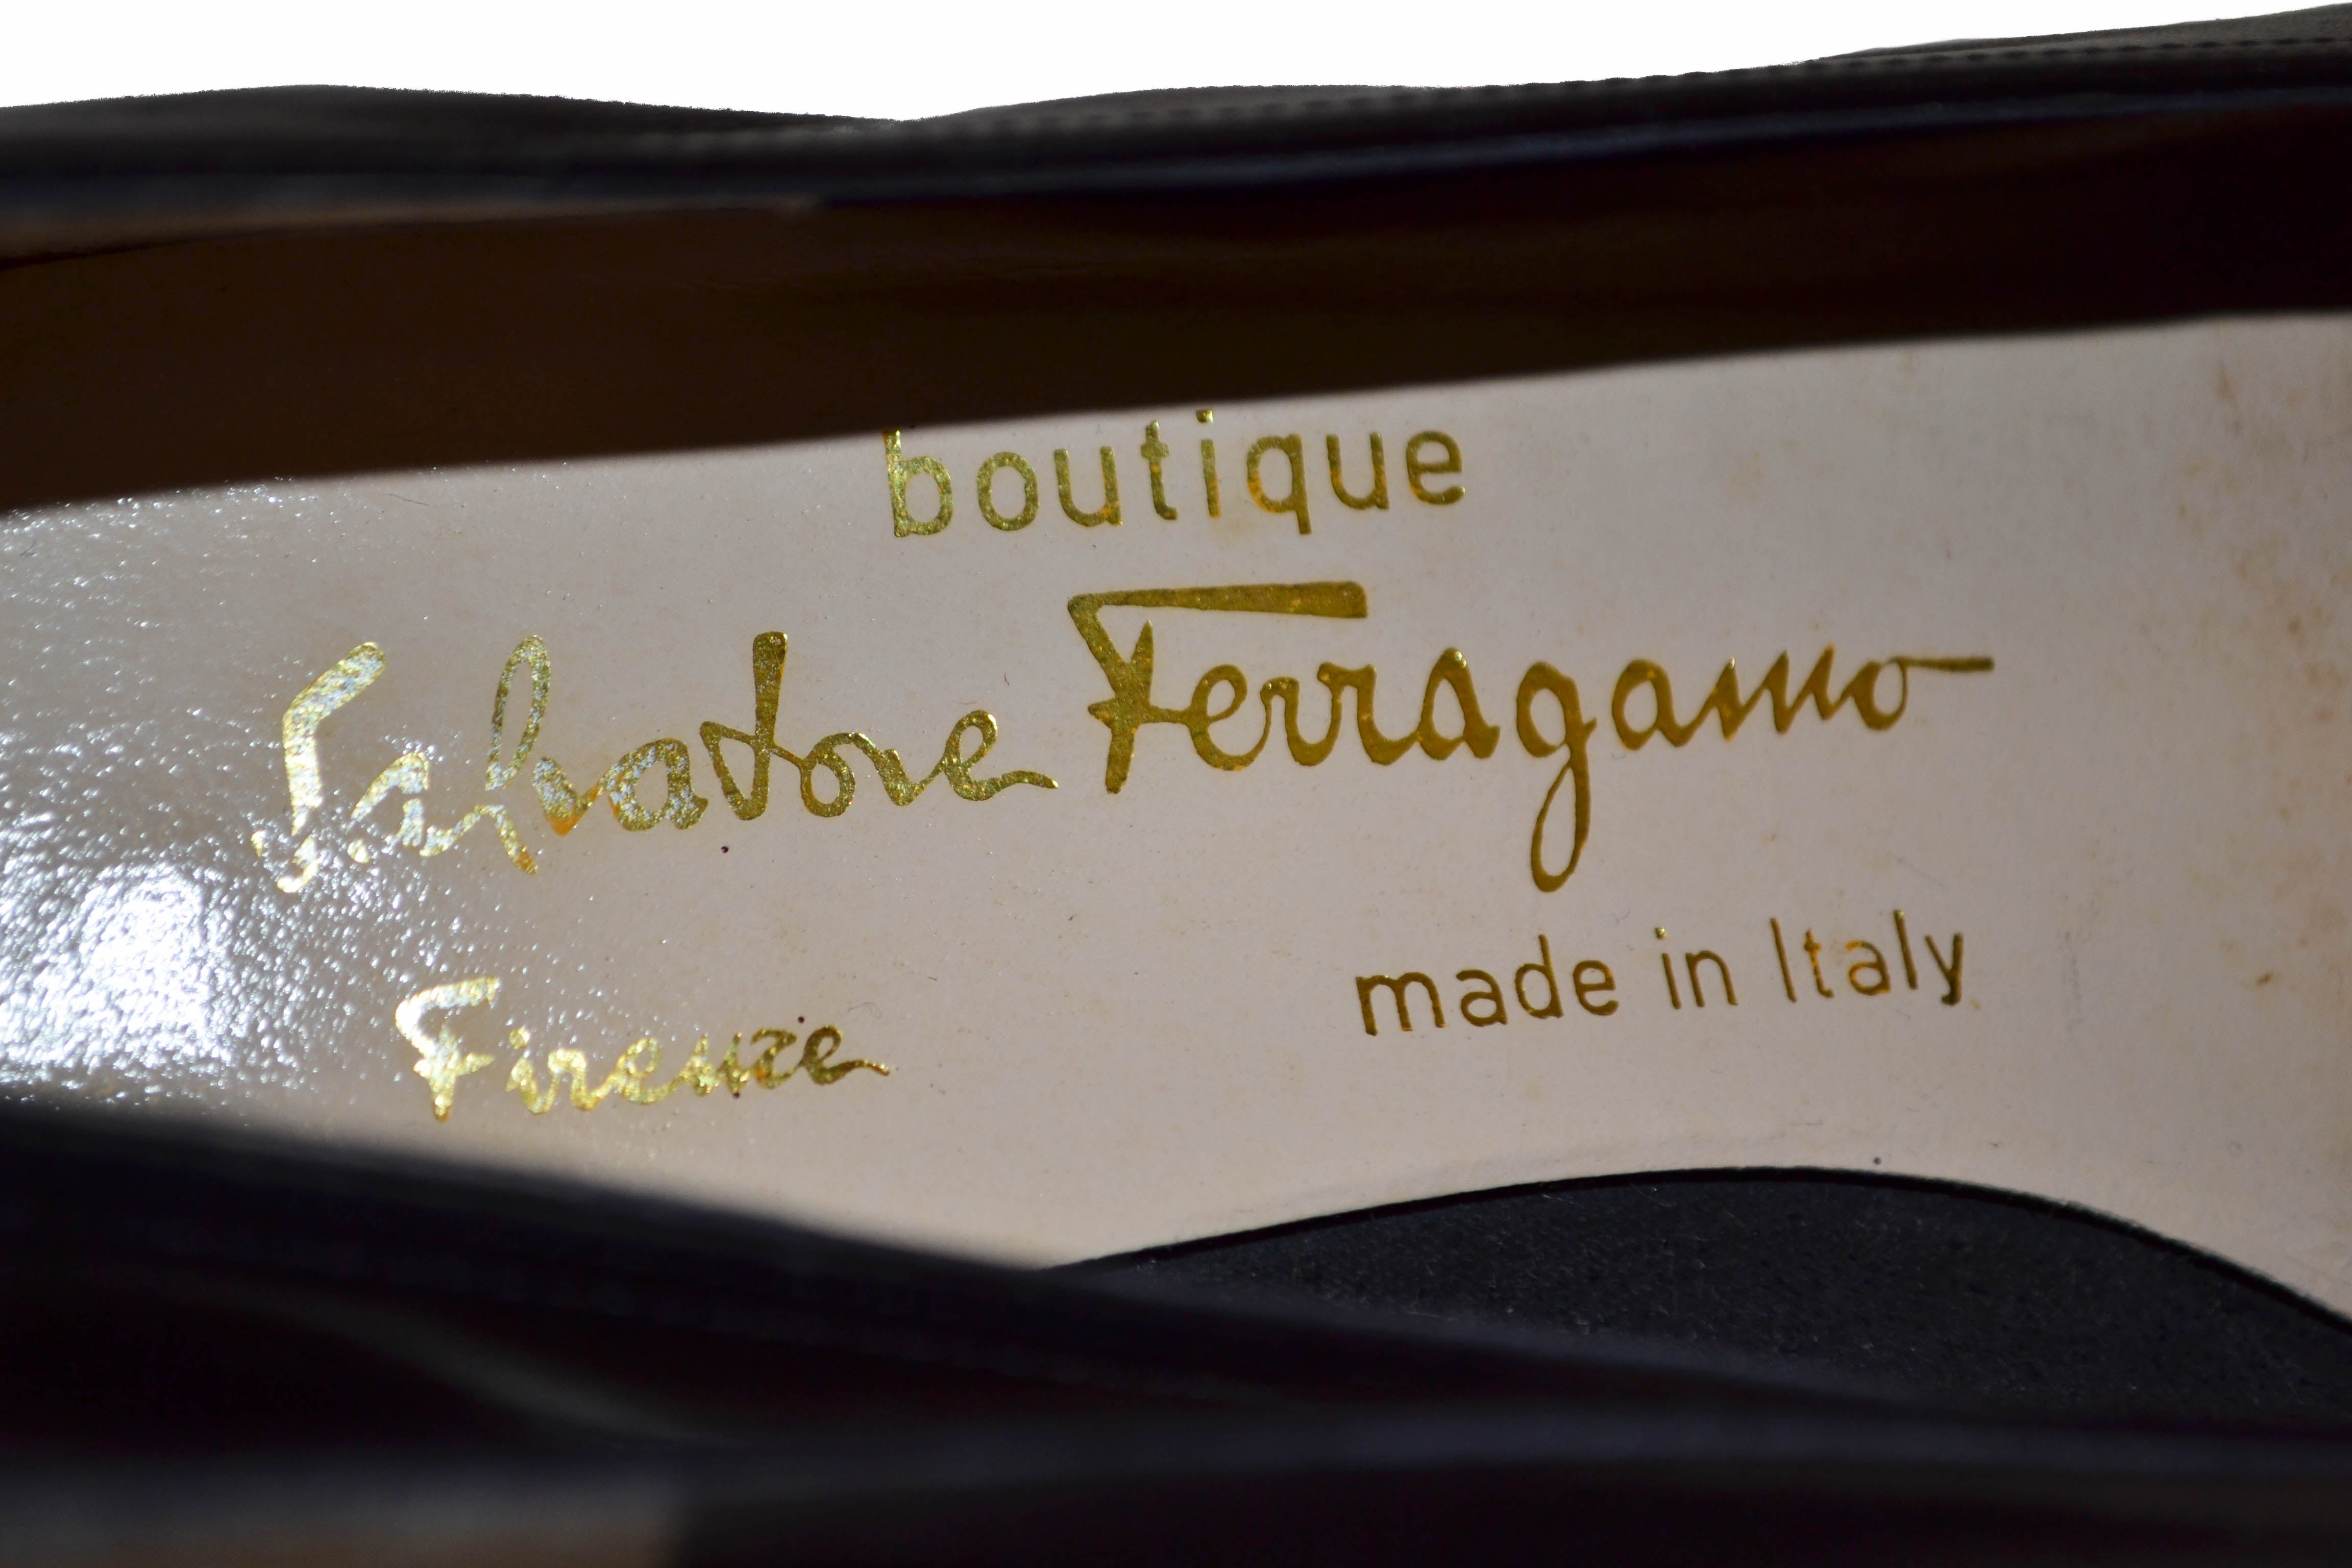 boutique
Salvatore Ferragamo
Firenze made in Italy